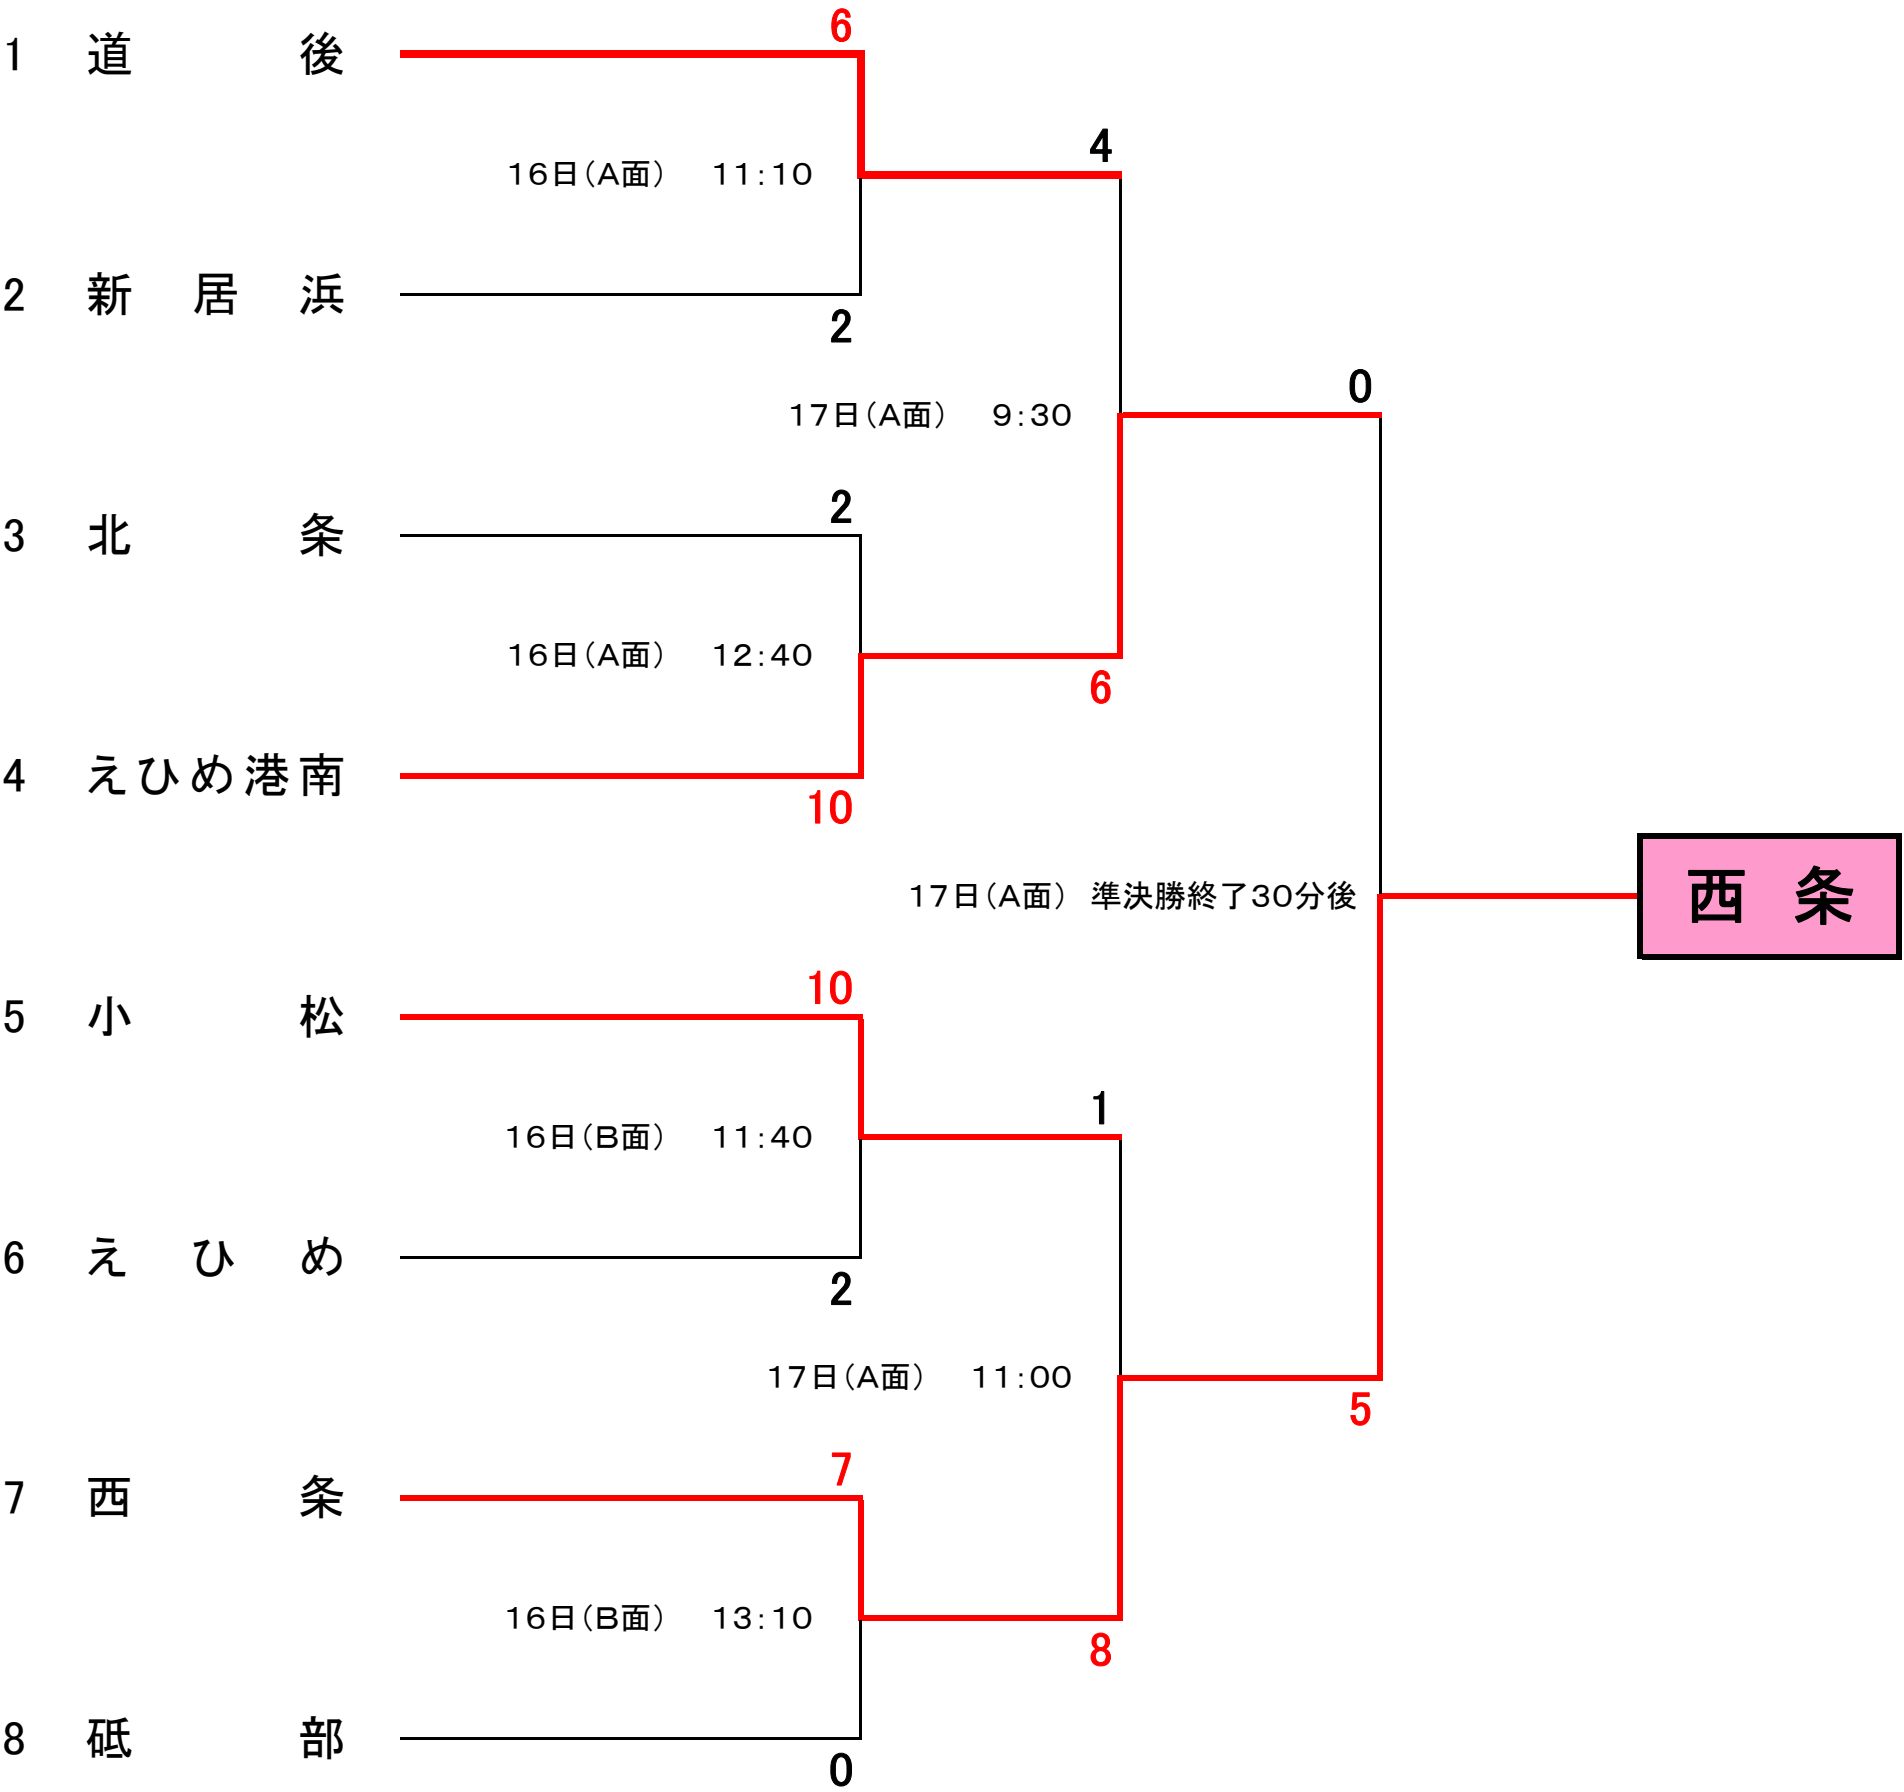 6
1 道 後
4
16日(A面) 11:10
2 新 居 浜
2
0
17日(A面) 9:30
2
3 北 条
16日(A面) 12:40
6
4 えひめ港南
10
17日(A面) 準決勝終了30分後
西 条
10
5 小 松
1
16日(B面) 11:40
6 え ひ め
2
17日(A面) 11:00
5
7
7 西 条
16日(B面) 13:10
8
8 砥 部
0